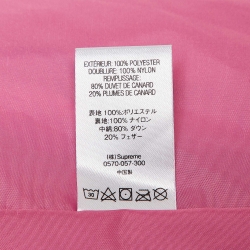 EXTÉRIEUR: 100% POLYESTER
DOUBLURE: 100% NYLON
REMPLISSAGE:
80% DUVET DE CANARD
20% PLUMES DE CANARD
表地：100%ポリエステル
裏地：100%ナイロン
中綿：80% ダウン
20% フェザー
(株) Supreme
0570-057-300
中国製
30